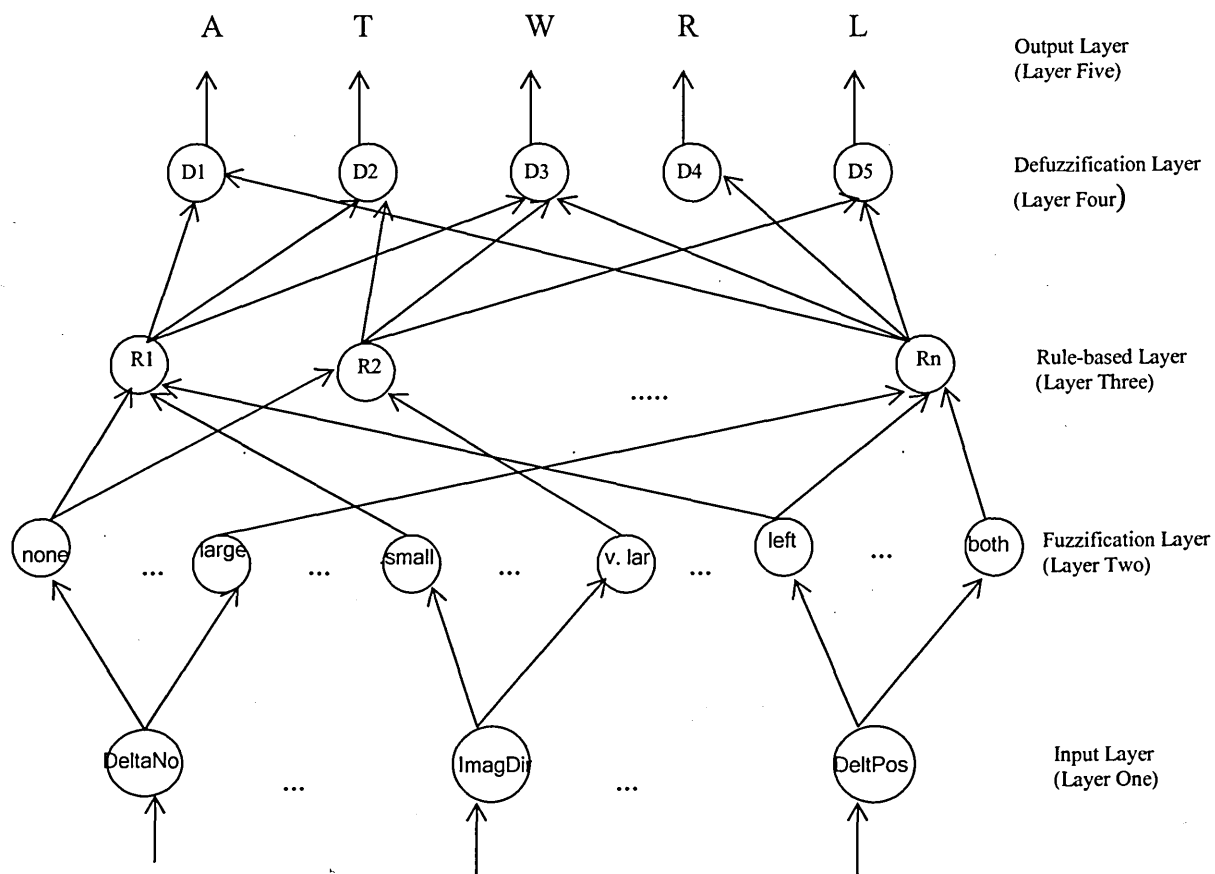 A T W R L
Output Layer
(Layer Five)
D1 D2 D3 D4 D5
Defuzzification Layer
(Layer Four)
R1 R2 ..... Rn
Rule-based Layer
(Layer Three)
none ... large ... .small ... v. lar ... left ... both
Fuzzification Layer
(Layer Two)
DeltaNo ... ImagDir ... DeltPos
Input Layer
(Layer One)